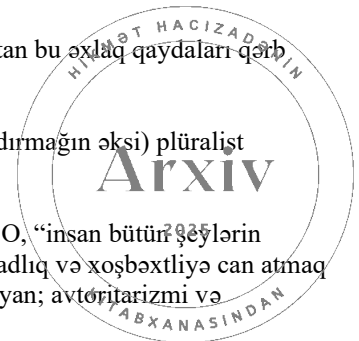 tan bu əxlaq qaydaları qərb
dırmağın əksi) plüralist
O, “insan bütün şeylərin
adlıq və xoşbəxtliyə can atmaq
yan; avtoritarizmi və
HİKMƏT HACIZADƏNİN
Arxiv
2025
KİTABXANASINDAN